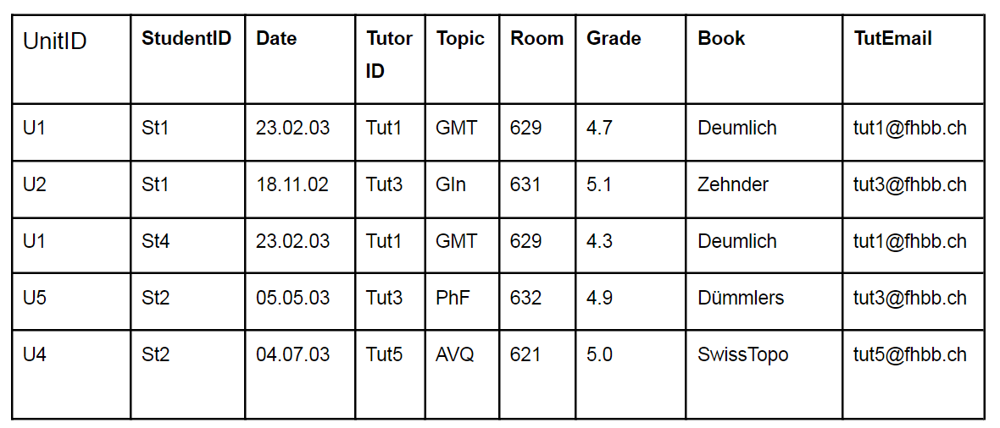 UnitID StudentID Date Tutor ID Topic Room Grade Book TutEmail
U1 St1 23.02.03 Tut1 GMT 629 4.7 Deumlich tut1@fhbb.ch
U2 St1 18.11.02 Tut3 GIn 631 5.1 Zehnder tut3@fhbb.ch
U1 St4 23.02.03 Tut1 GMT 629 4.3 Deumlich tut1@fhbb.ch
U5 St2 05.05.03 Tut3 PhF 632 4.9 Dümmlers tut3@fhbb.ch
U4 St2 04.07.03 Tut5 AVQ 621 5.0 SwissTopo tut5@fhbb.ch